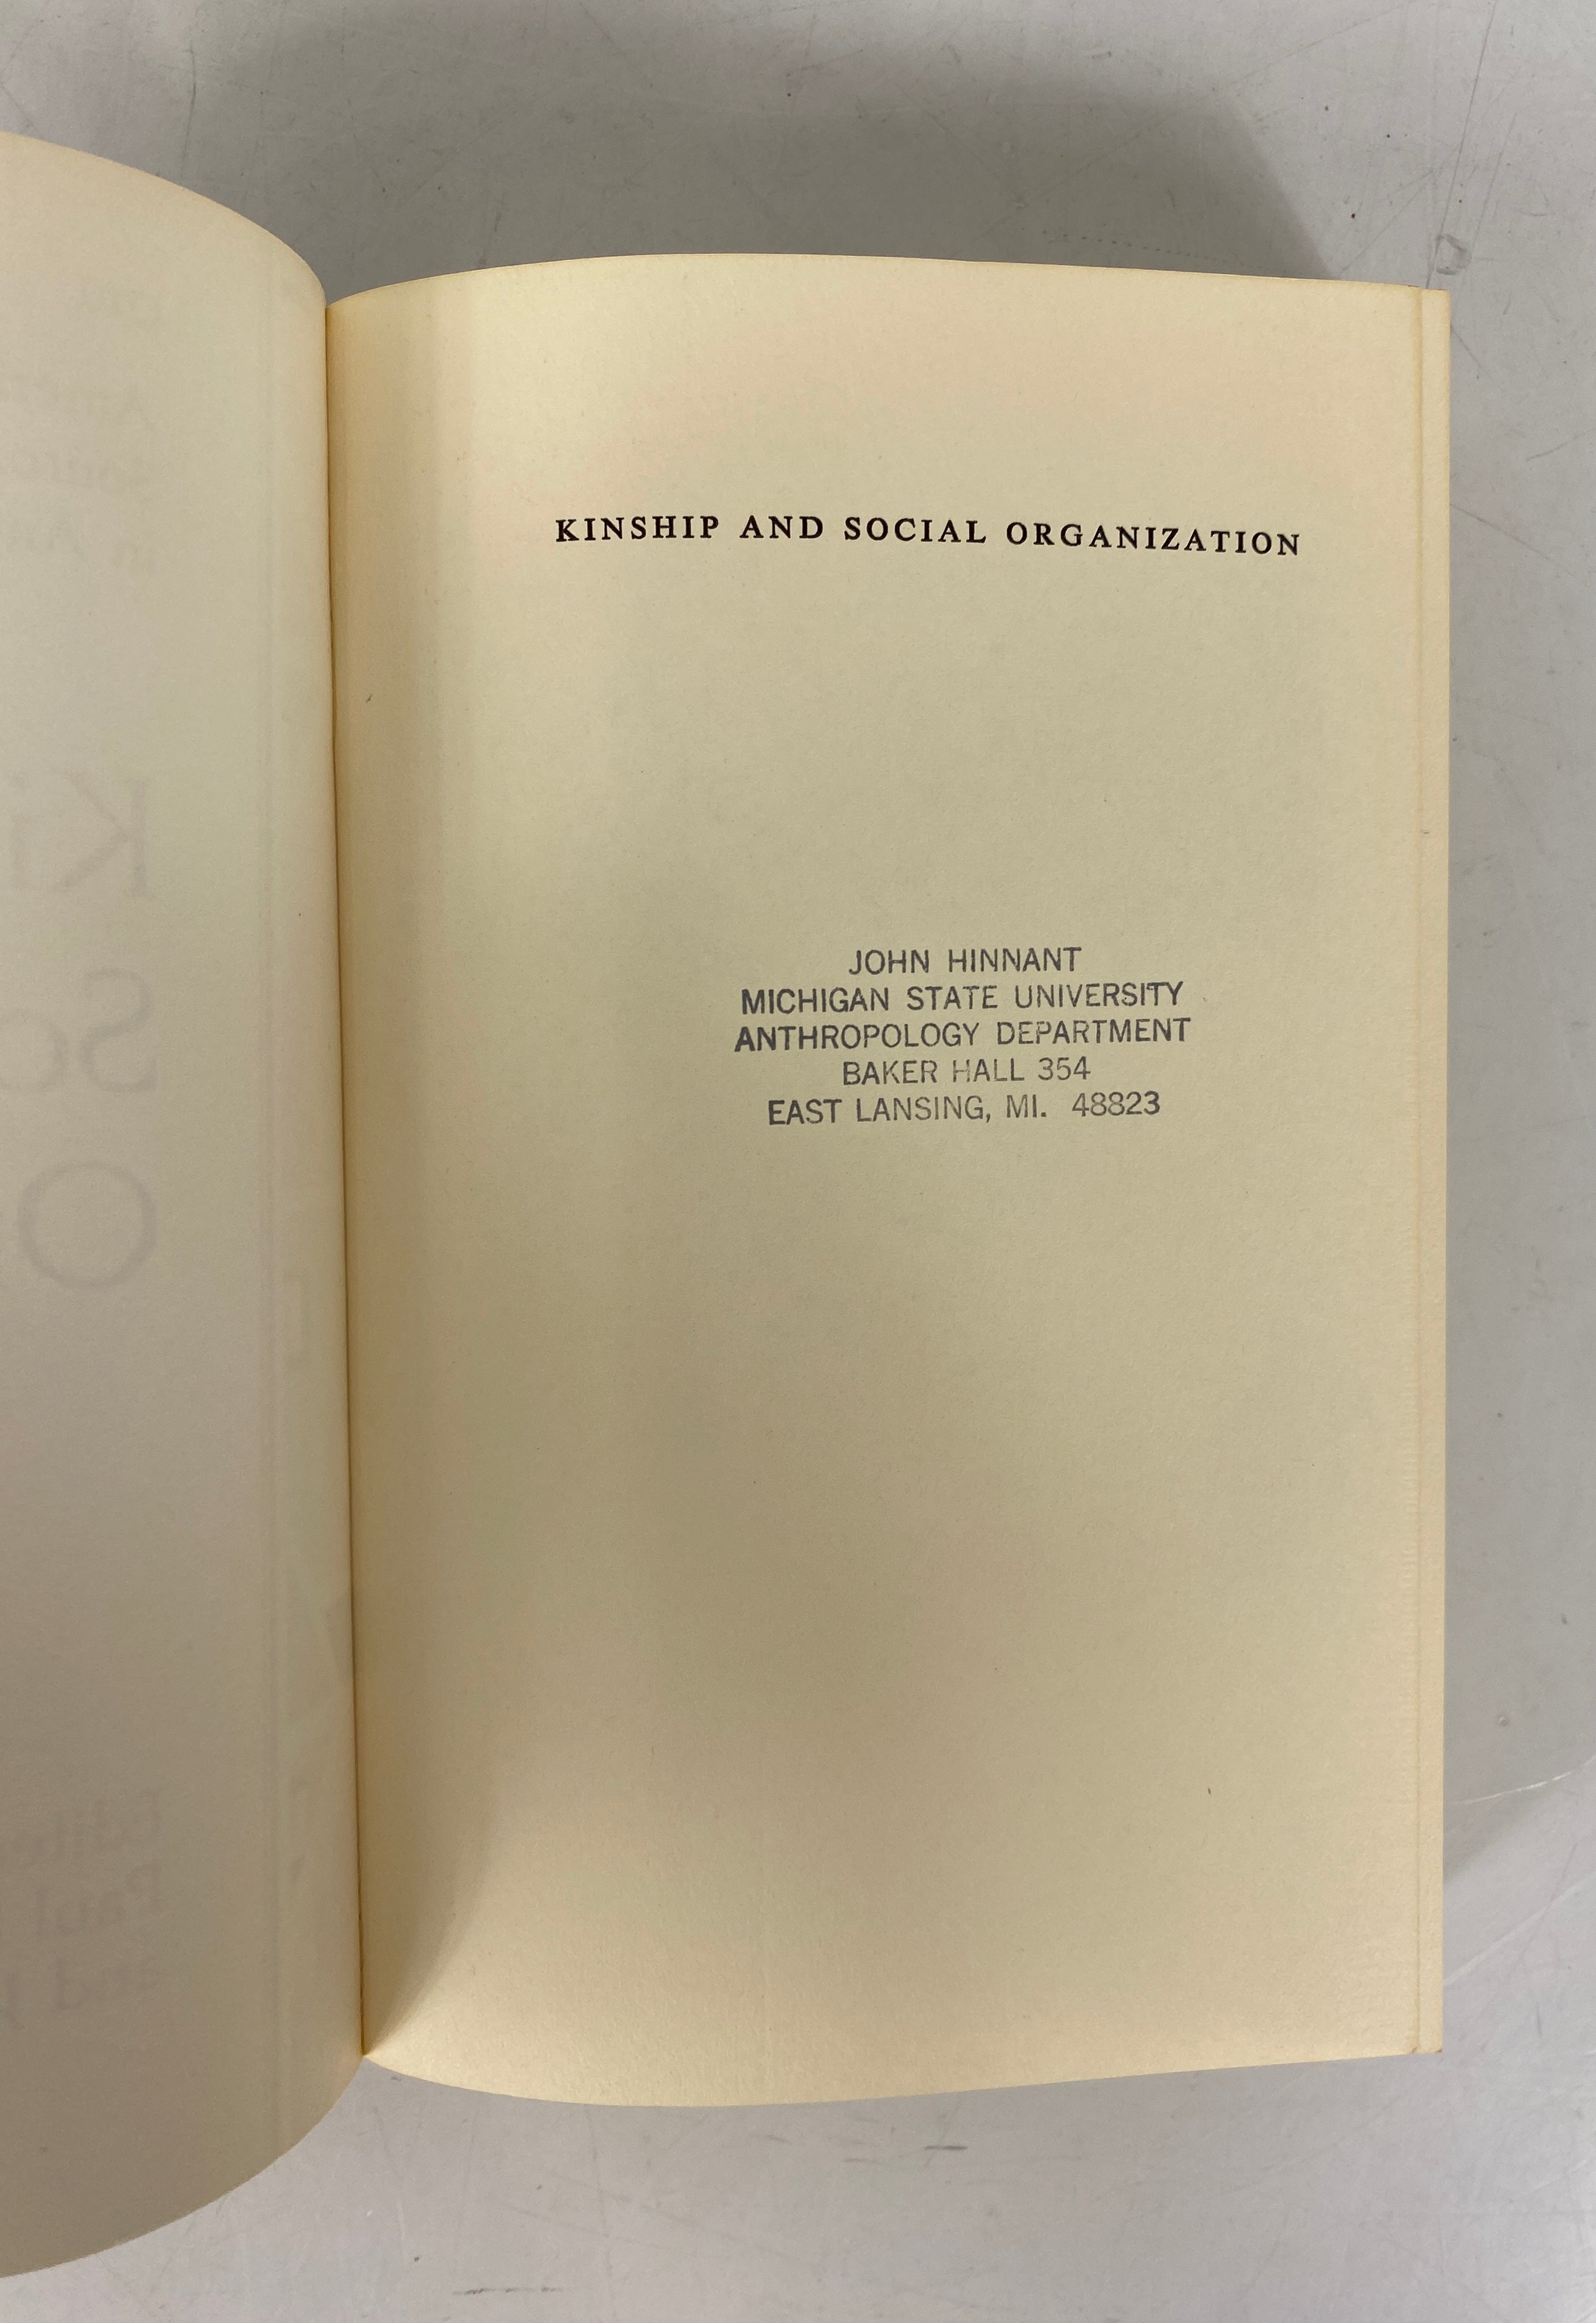 KINSHIP AND SOCIAL ORGANIZATION
JOHN HINNANT
MICHIGAN STATE UNIVERSITY
ANTHROPOLOGY DEPARTMENT
BAKER HALL 354
EAST LANSING, MI. 48823